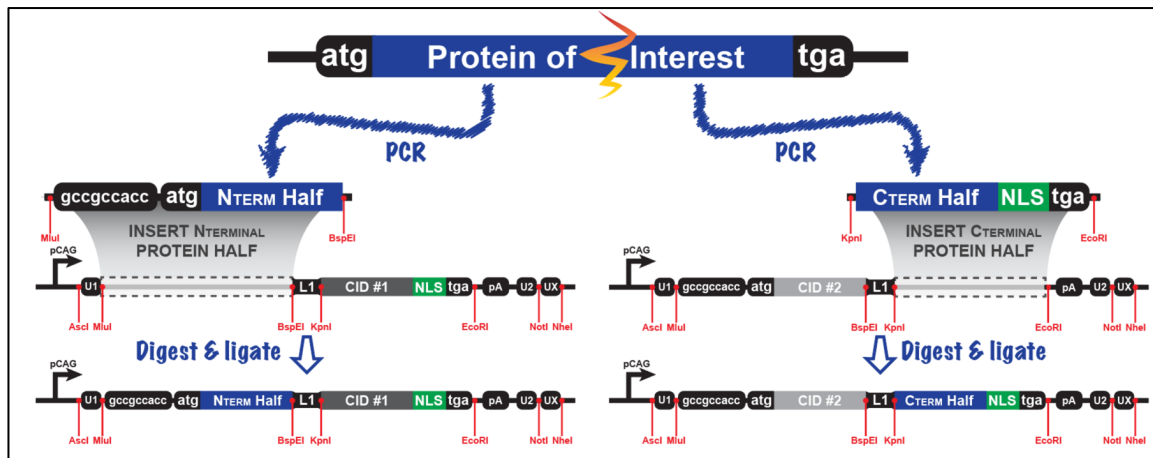 atg Protein of Interest tga
PCR
PCR
gccgccacc atg NTERM Half
CTERM Half NLS tga
MluI
BspEI
KpnI
EcoRI
INSERT NTERMINAL
PROTEIN HALF
INSERT CTERMINAL
PROTEIN HALF
pCAG
U1 L1 CID #1 NLS tga pA U2 UX
AscI MluI BspEI KpnI EcoRI NotI NheI
pCAG
U1 gccgccacc atg CID #2 L1 pA U2 UX
AscI MluI BspEI KpnI EcoRI NotI NheI
Digest & ligate
Digest & ligate
pCAG
U1 gccgccacc atg NTERM Half L1 CID #1 NLS tga pA U2 UX
AscI MluI BspEI KpnI EcoRI NotI NheI
pCAG
U1 gccgccacc atg CID #2 L1 CTERM Half NLS tga pA U2 UX
AscI MluI BspEI KpnI EcoRI NotI NheI